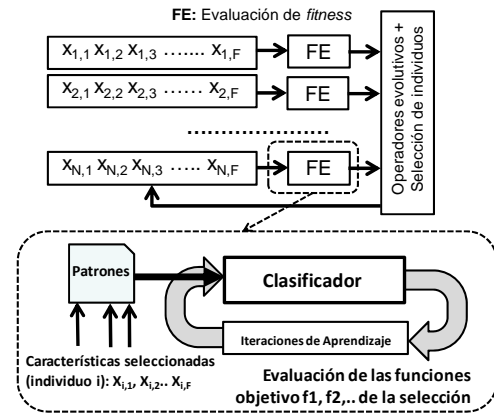 FE: Evaluación de fitness
X1,1 X1,2 X1,3 ....... X1,F
FE
X2,1 X2,2 X2,3 ...... X2,F
FE
.......................
XN,1 XN,2 XN,3 ..... XN,F
FE
Operadores evolutivos +
Selección de individuos
Patrones
Clasificador
Iteraciones de Aprendizaje
Características seleccionadas
(individuo i): Xi,1, Xi,2.. Xi,F
Evaluación de las funciones
objetivo f1, f2,.. de la selección